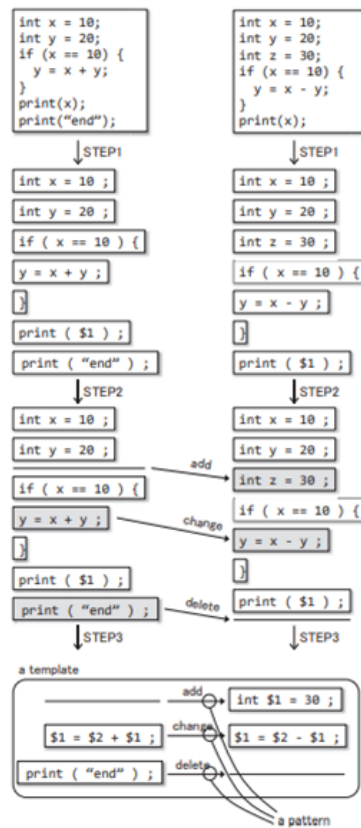 int x = 10;
int y = 20;
if (x == 10) {
y = x + y;
}
print(x);
print(“end”);
int x = 10;
int y = 20;
int z = 30;
if (x == 10) {
y = x - y;
}
print(x);
STEP1
STEP1
int x = 10 ;
int y = 20 ;
if ( x == 10 ) {
y = x + y ;
}
print ( $1 ) ;
print ( “end” ) ;
int x = 10 ;
int y = 20 ;
int z = 30 ;
if ( x == 10 ) {
y = x - y ;
}
print ( $1 ) ;
STEP2
STEP2
int x = 10 ;
int y = 20 ;
if ( x == 10 ) {
y = x + y ;
}
print ( $1 ) ;
print ( “end” ) ;
add
change
delete
int x = 10 ;
int y = 20 ;
int z = 30 ;
if ( x == 10 ) {
y = x - y ;
}
print ( $1 ) ;
STEP3
STEP3
a template
add
int $1 = 30 ;
$1 = $2 + $1 ;
change
$1 = $2 - $1 ;
print ( “end” ) ;
delete
a pattern